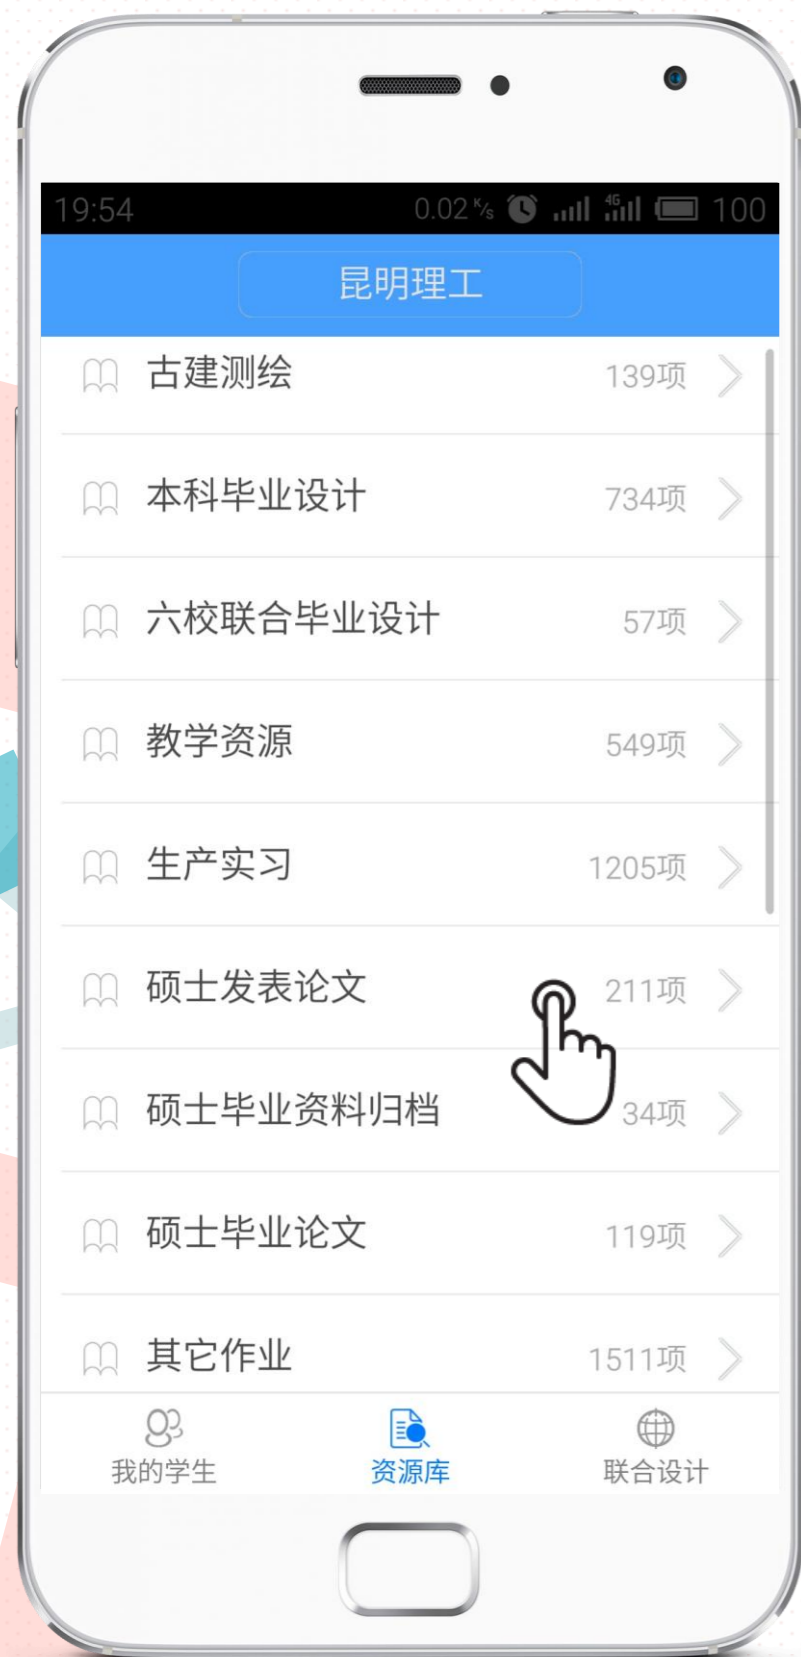 19:54 0.02 K/s 4G 100
昆明理工
古建测绘 139项
本科毕业设计 734项
六校联合毕业设计 57项
教学资源 549项
生产实习 1205项
硕士发表论文 211项
硕士毕业资料归档 34项
硕士毕业论文 119项
其它作业 1511项
我的学生 资源库 联合设计